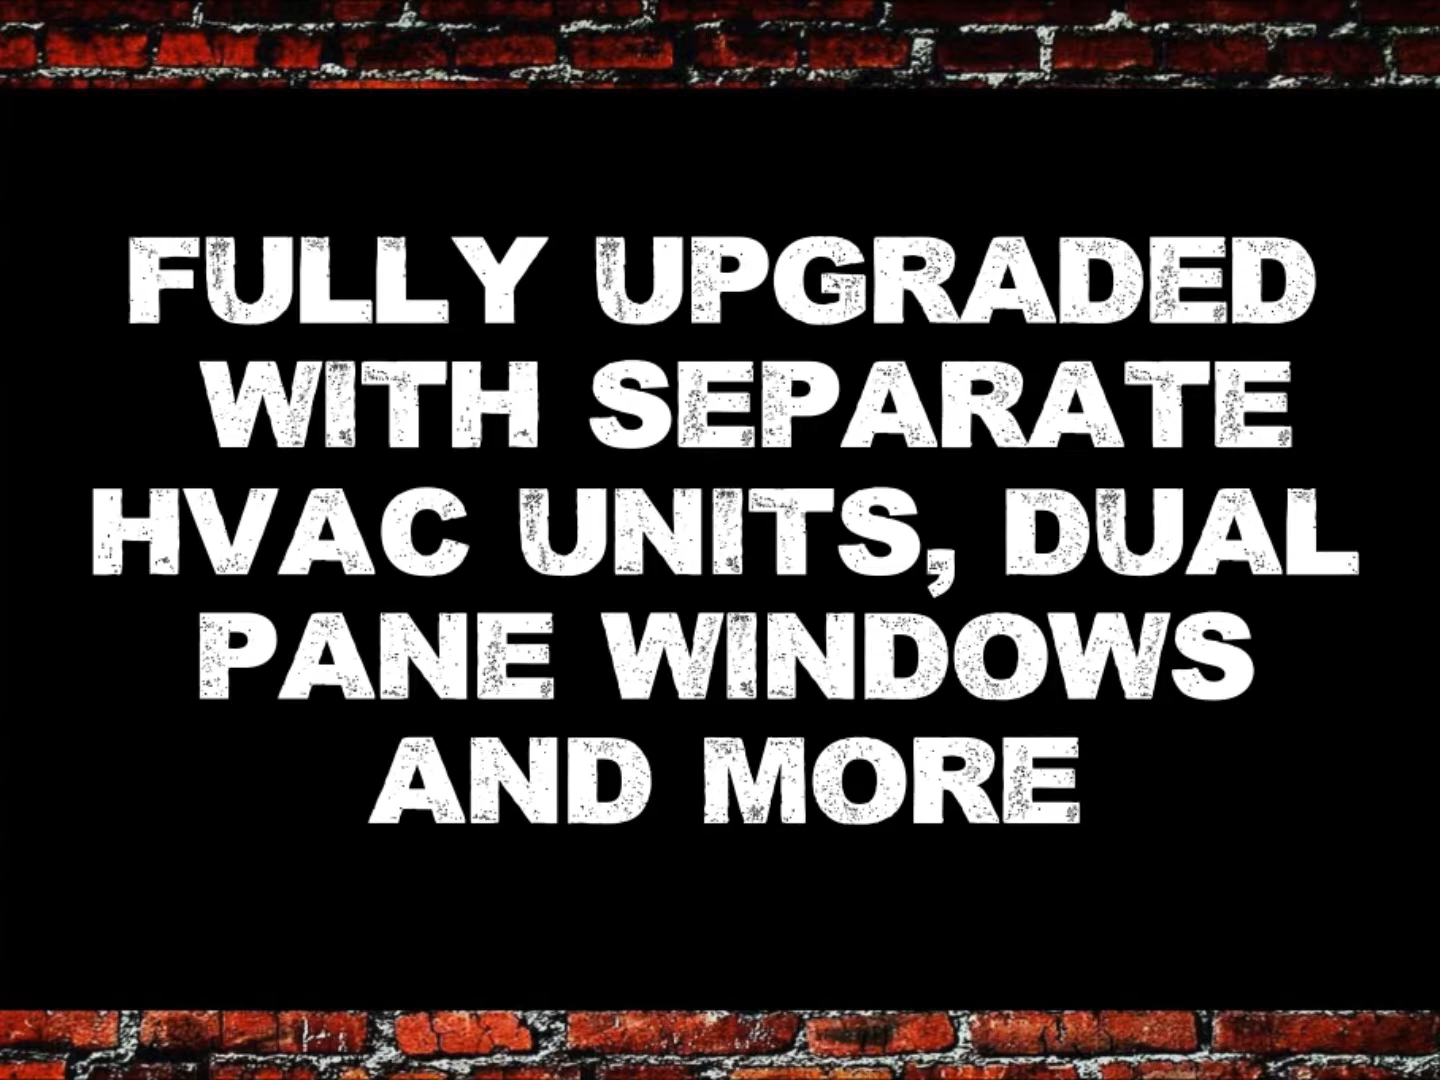 FULLY UPGRADED
WITH SEPARATE
HVAC UNITS, DUAL
PANE WINDOWS
AND MORE